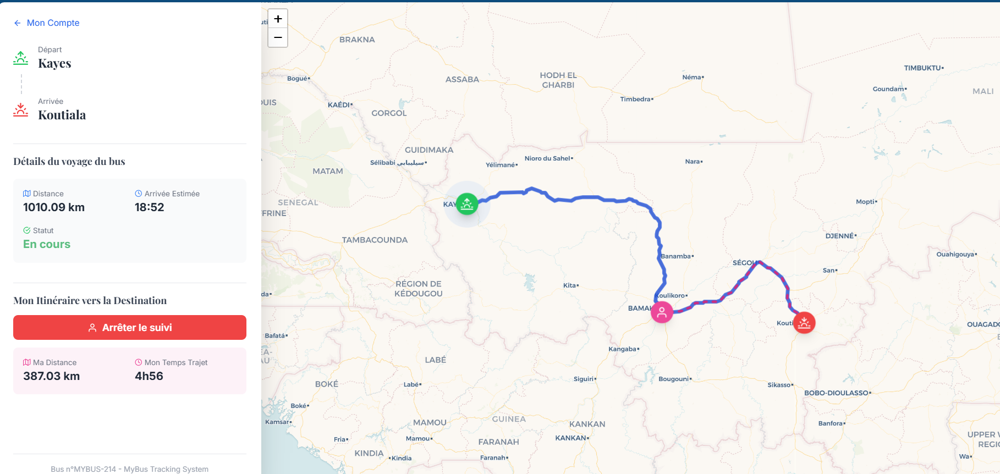 Mon Compte
Départ
Kayes
Arrivée
Koutiala
Détails du voyage du bus
Distance
1010.09 km
Arrivée Estimée
18:52
Statut
En cours
Mon Itinéraire vers la Destination
Arrêter le suivi
Ma Distance
387.03 km
Mon Temps Trajet
4h56
Bus n°MYBUS-214 - MyBus Tracking System
+
−
BRAKNA
Bogué
ASSABA
HODH EL
GHARBI
Néma
TIMBUKTU
Goundam
MALI
Timbedra
KAÉDI
GORGOL
GUIDIMAKA
Sélibabi سيليبابي
Yélimané
Nioro du Sahel
Nara
MATAM
SENEGAL
Mopti
TAMBACOUNDA
DJENNÉ
Banamba
SÉGOU
Ouahigouya
San
RÉGION DE
KÉDOUGOU
Kita
Koulikoro
BAMAK
Kouti
Bafatá
Kangaba
LABÉ
Labé
BOKÉ
Siguiri
Bougouni
Sikasso
BOBO-DIOULASSO
Boké
Kamsar
MAMOU
GUINEA
KANKAN
KANKAN
Banfora
Fria
Mamou
FARANAH
Faranah
KINDIA
Kindia
OUAGADO
UPPER W
REGIO
Wa